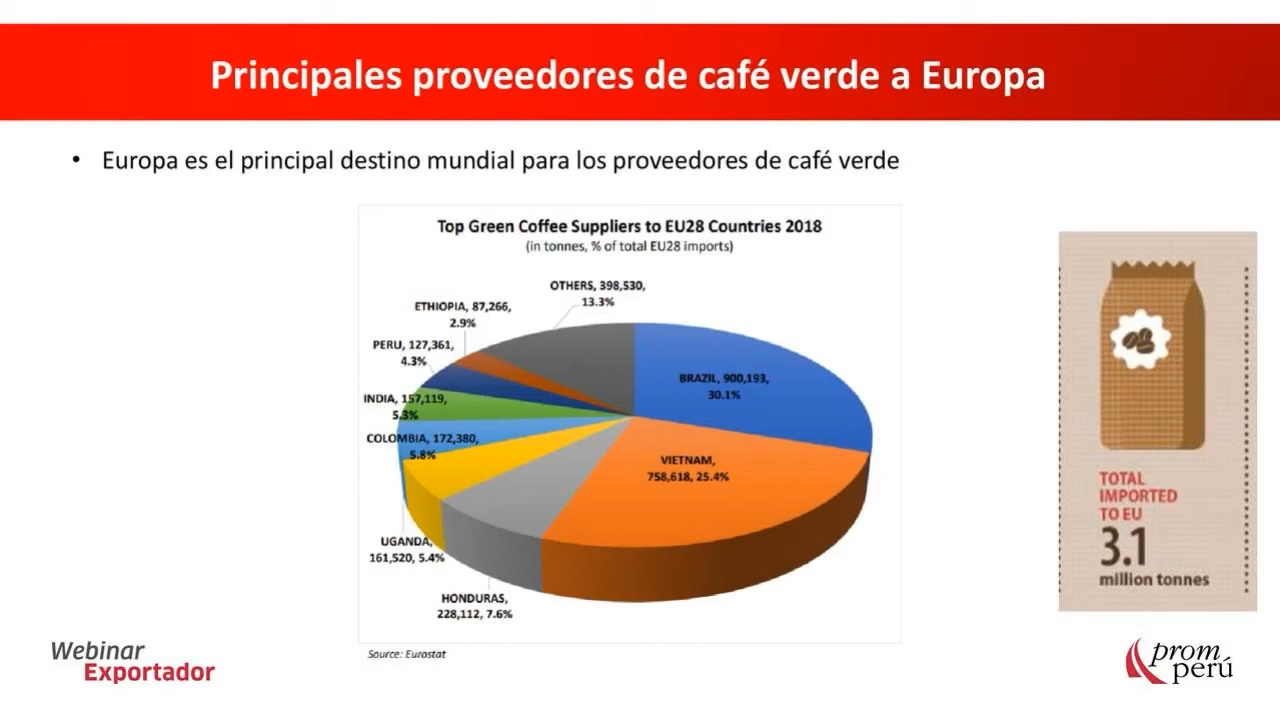 Principales proveedores de café verde a Europa
• Europa es el principal destino mundial para los proveedores de café verde
Top Green Coffee Suppliers to EU28 Countries 2018
(in tonnes, % of total EU28 imports)
OTHERS, 398,530,
13.3%
ETHIOPIA, 87,266,
2.9%
PERU, 127,361,
4.3%
INDIA, 157,119,
5.3%
COLOMBIA, 172,380,
5.8%
UGANDA,
161,520, 5.4%
HONDURAS,
228,112, 7.6%
BRAZIL, 900,193,
30.1%
VIETNAM,
758,618, 25.4%
Source: Eurostat
TOTAL
IMPORTED
TO EU
3.1
million tonnes
Webinar
Exportador
prom
perú